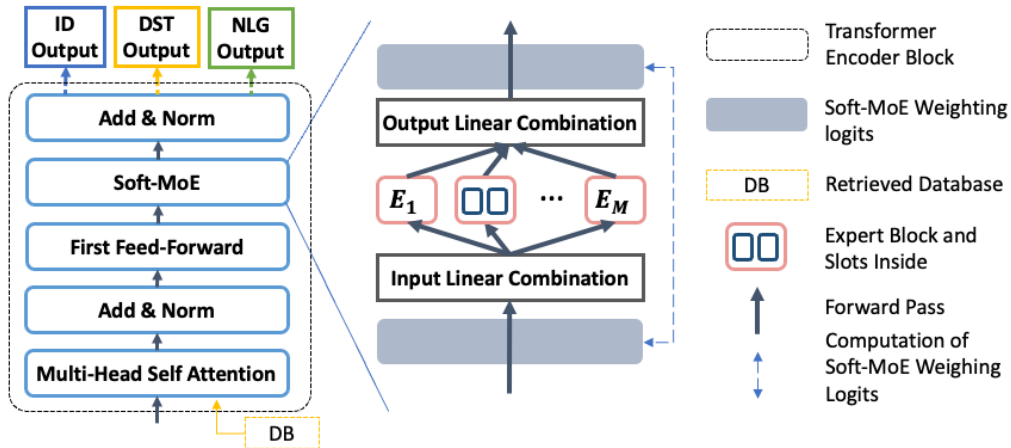 ID
Output
DST
Output
NLG
Output
Add & Norm
Soft-MoE
First Feed-Forward
Add & Norm
Multi-Head Self Attention
DB
Output Linear Combination
E1
...
EM
Input Linear Combination
Transformer
Encoder Block
Soft-MoE Weighting
logits
DB
Retrieved Database
Expert Block and
Slots Inside
Forward Pass
Computation of
Soft-MoE Weighing
Logits